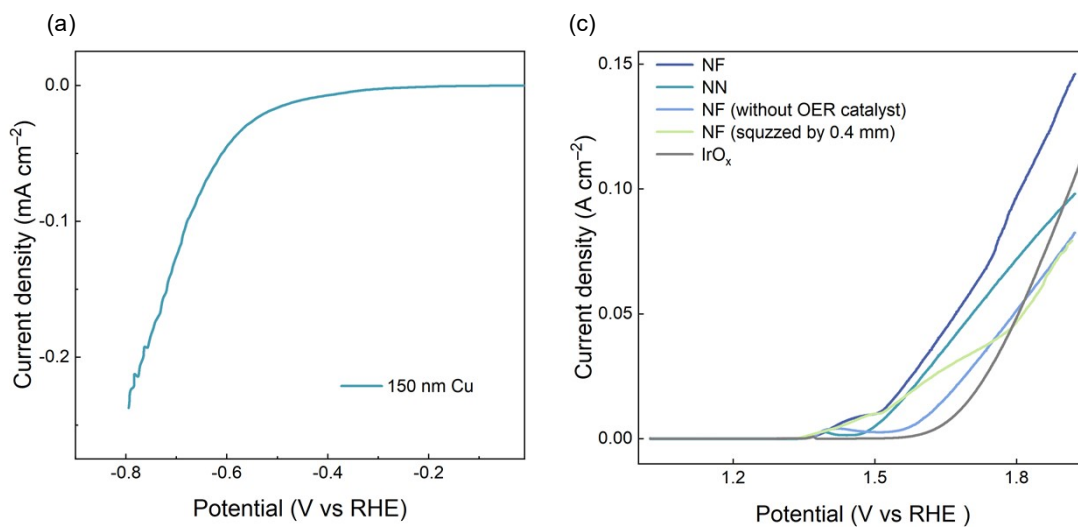 (a)
Current density (mA cm⁻²)
0.0
-0.1
-0.2
150 nm Cu
-0.8
-0.6
-0.4
-0.2
Potential (V vs RHE)
(c)
Current density (A cm⁻²)
0.15
0.10
0.05
0.00
NF
NN
NF (without OER catalyst)
NF (squzzed by 0.4 mm)
IrOₓ
1.2
1.5
1.8
Potential (V vs RHE )